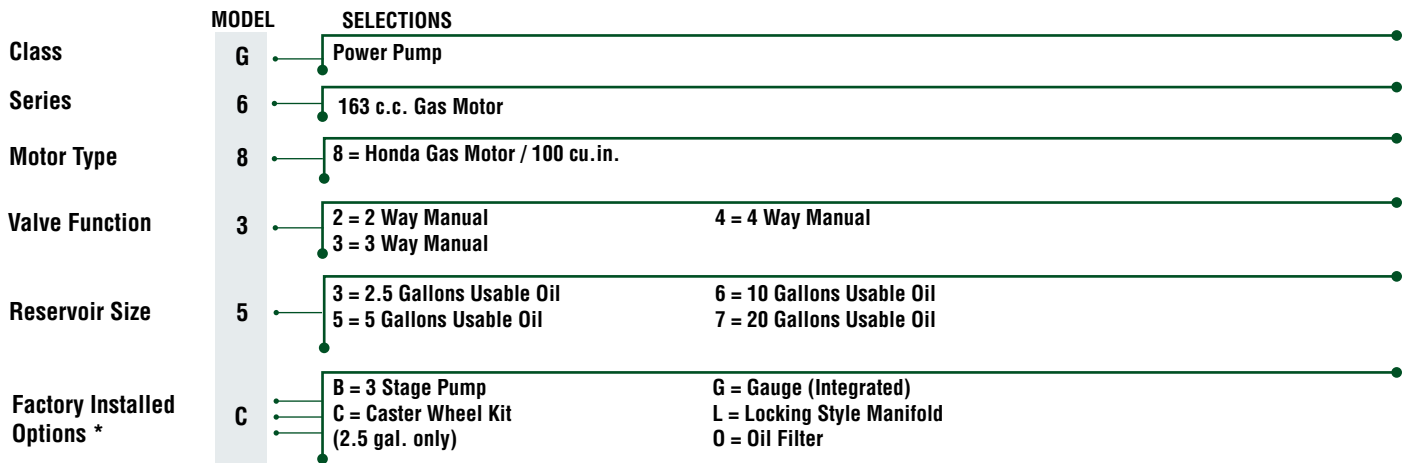 MODEL SELECTIONS
Class G Power Pump
Series 6 163 c.c. Gas Motor
Motor Type 8 8 = Honda Gas Motor / 100 cu.in.
Valve Function 3 2 = 2 Way Manual 4 = 4 Way Manual
3 = 3 Way Manual
Reservoir Size 5 3 = 2.5 Gallons Usable Oil 6 = 10 Gallons Usable Oil
5 = 5 Gallons Usable Oil 7 = 20 Gallons Usable Oil
Factory Installed
Options * C B = 3 Stage Pump G = Gauge (Integrated)
C = Caster Wheel Kit L = Locking Style Manifold
(2.5 gal. only) O = Oil Filter